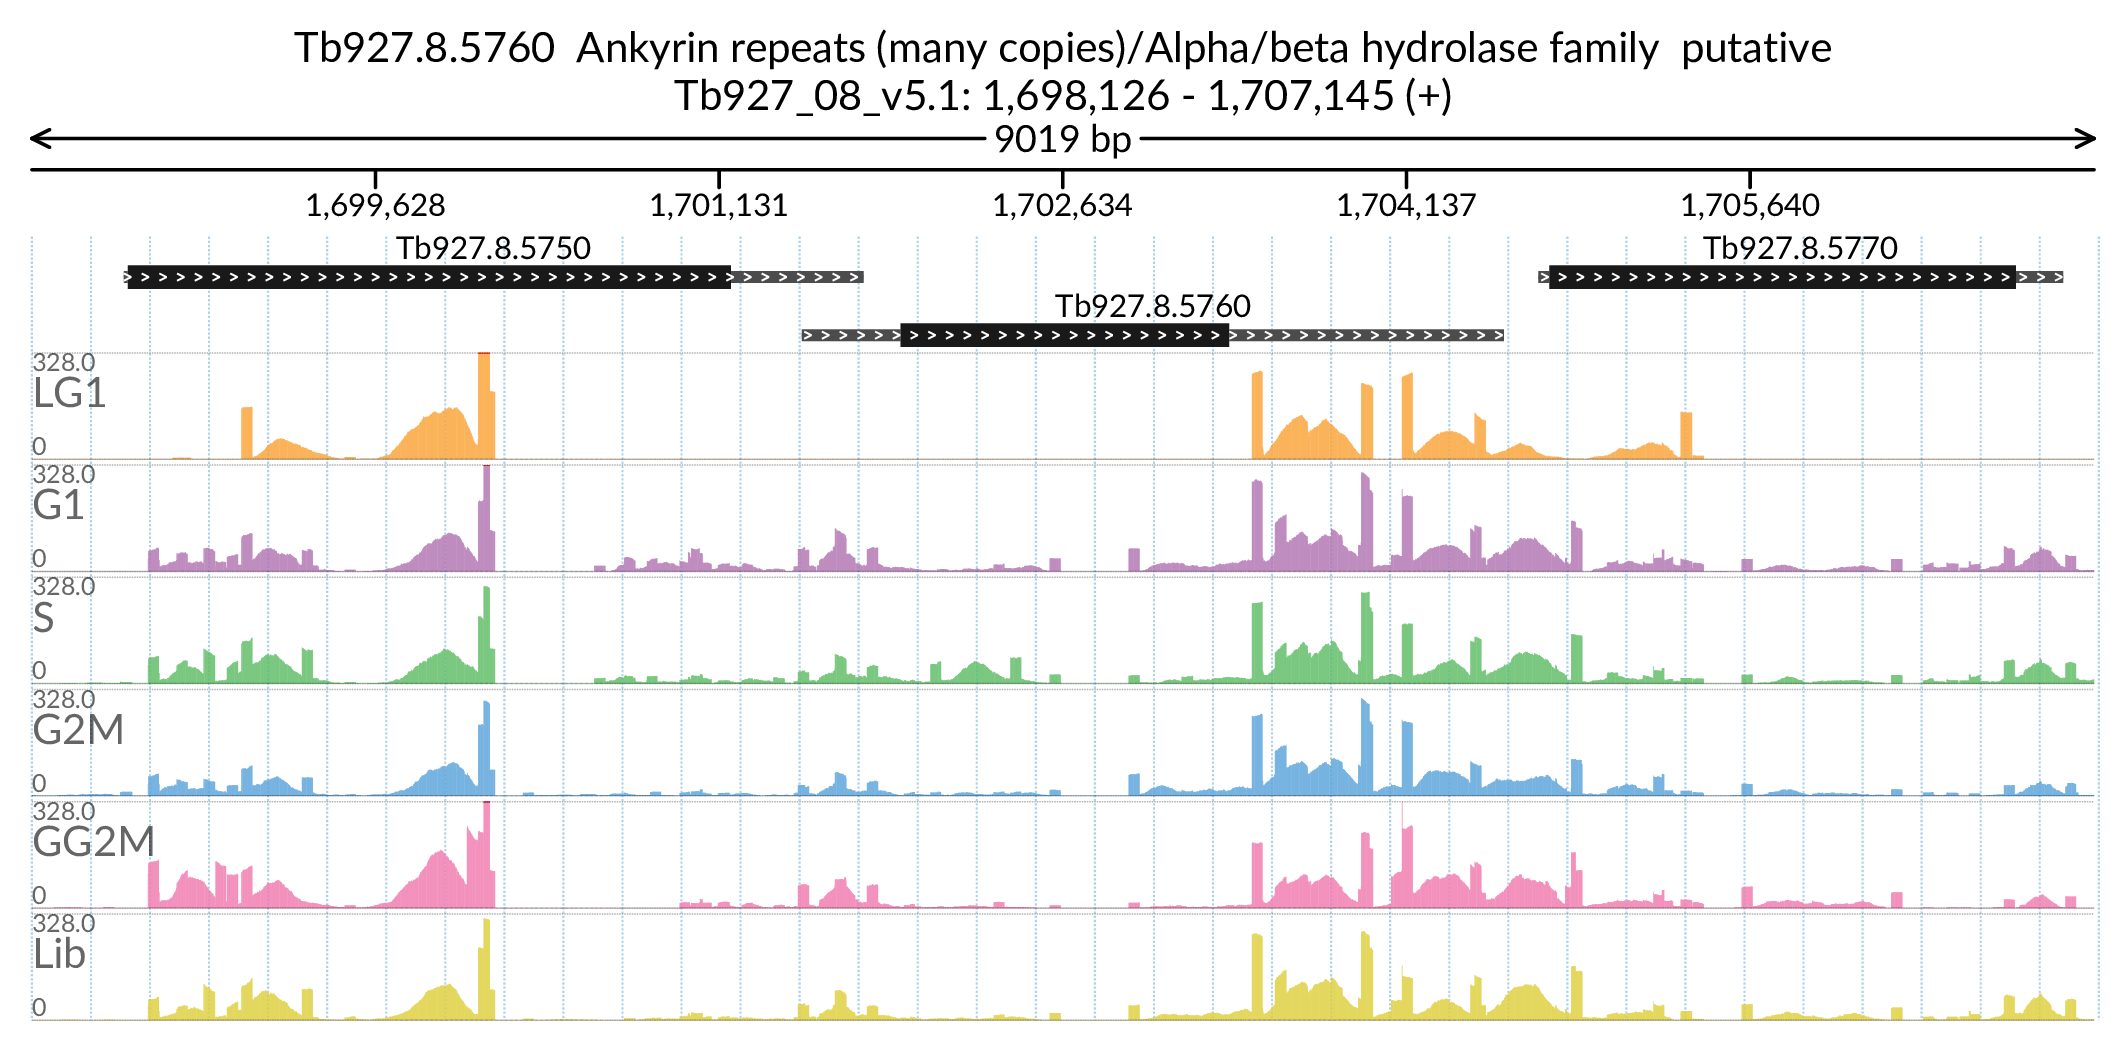 Tb927.8.5760  Ankyrin repeats (many copies)/Alpha/beta hydrolase family  putative
Tb927_08_v5.1: 1,698,126 - 1,707,145 (+)
9019 bp
1,699,628 1,701,131 1,702,634 1,704,137 1,705,640
Tb927.8.5750 Tb927.8.5770
Tb927.8.5760
328.0
LG1
0
328.0
G1
0
328.0
S
0
328.0
G2M
0
328.0
GG2M
0
328.0
Lib
0